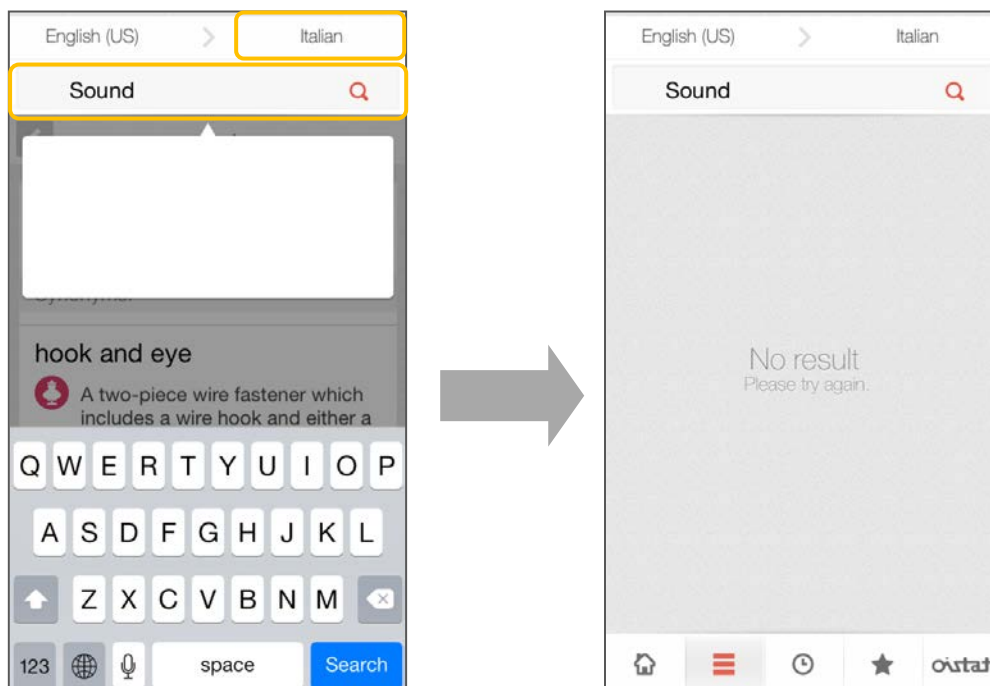 English (US) > Italian
Sound
hook and eye
A two-piece wire fastener which
includes a wire hook and either a
Q W E R T Y U I O P
A S D F G H J K L
Z X C V B N M
123 space Search
English (US) > Italian
Sound
No result
Please try again.